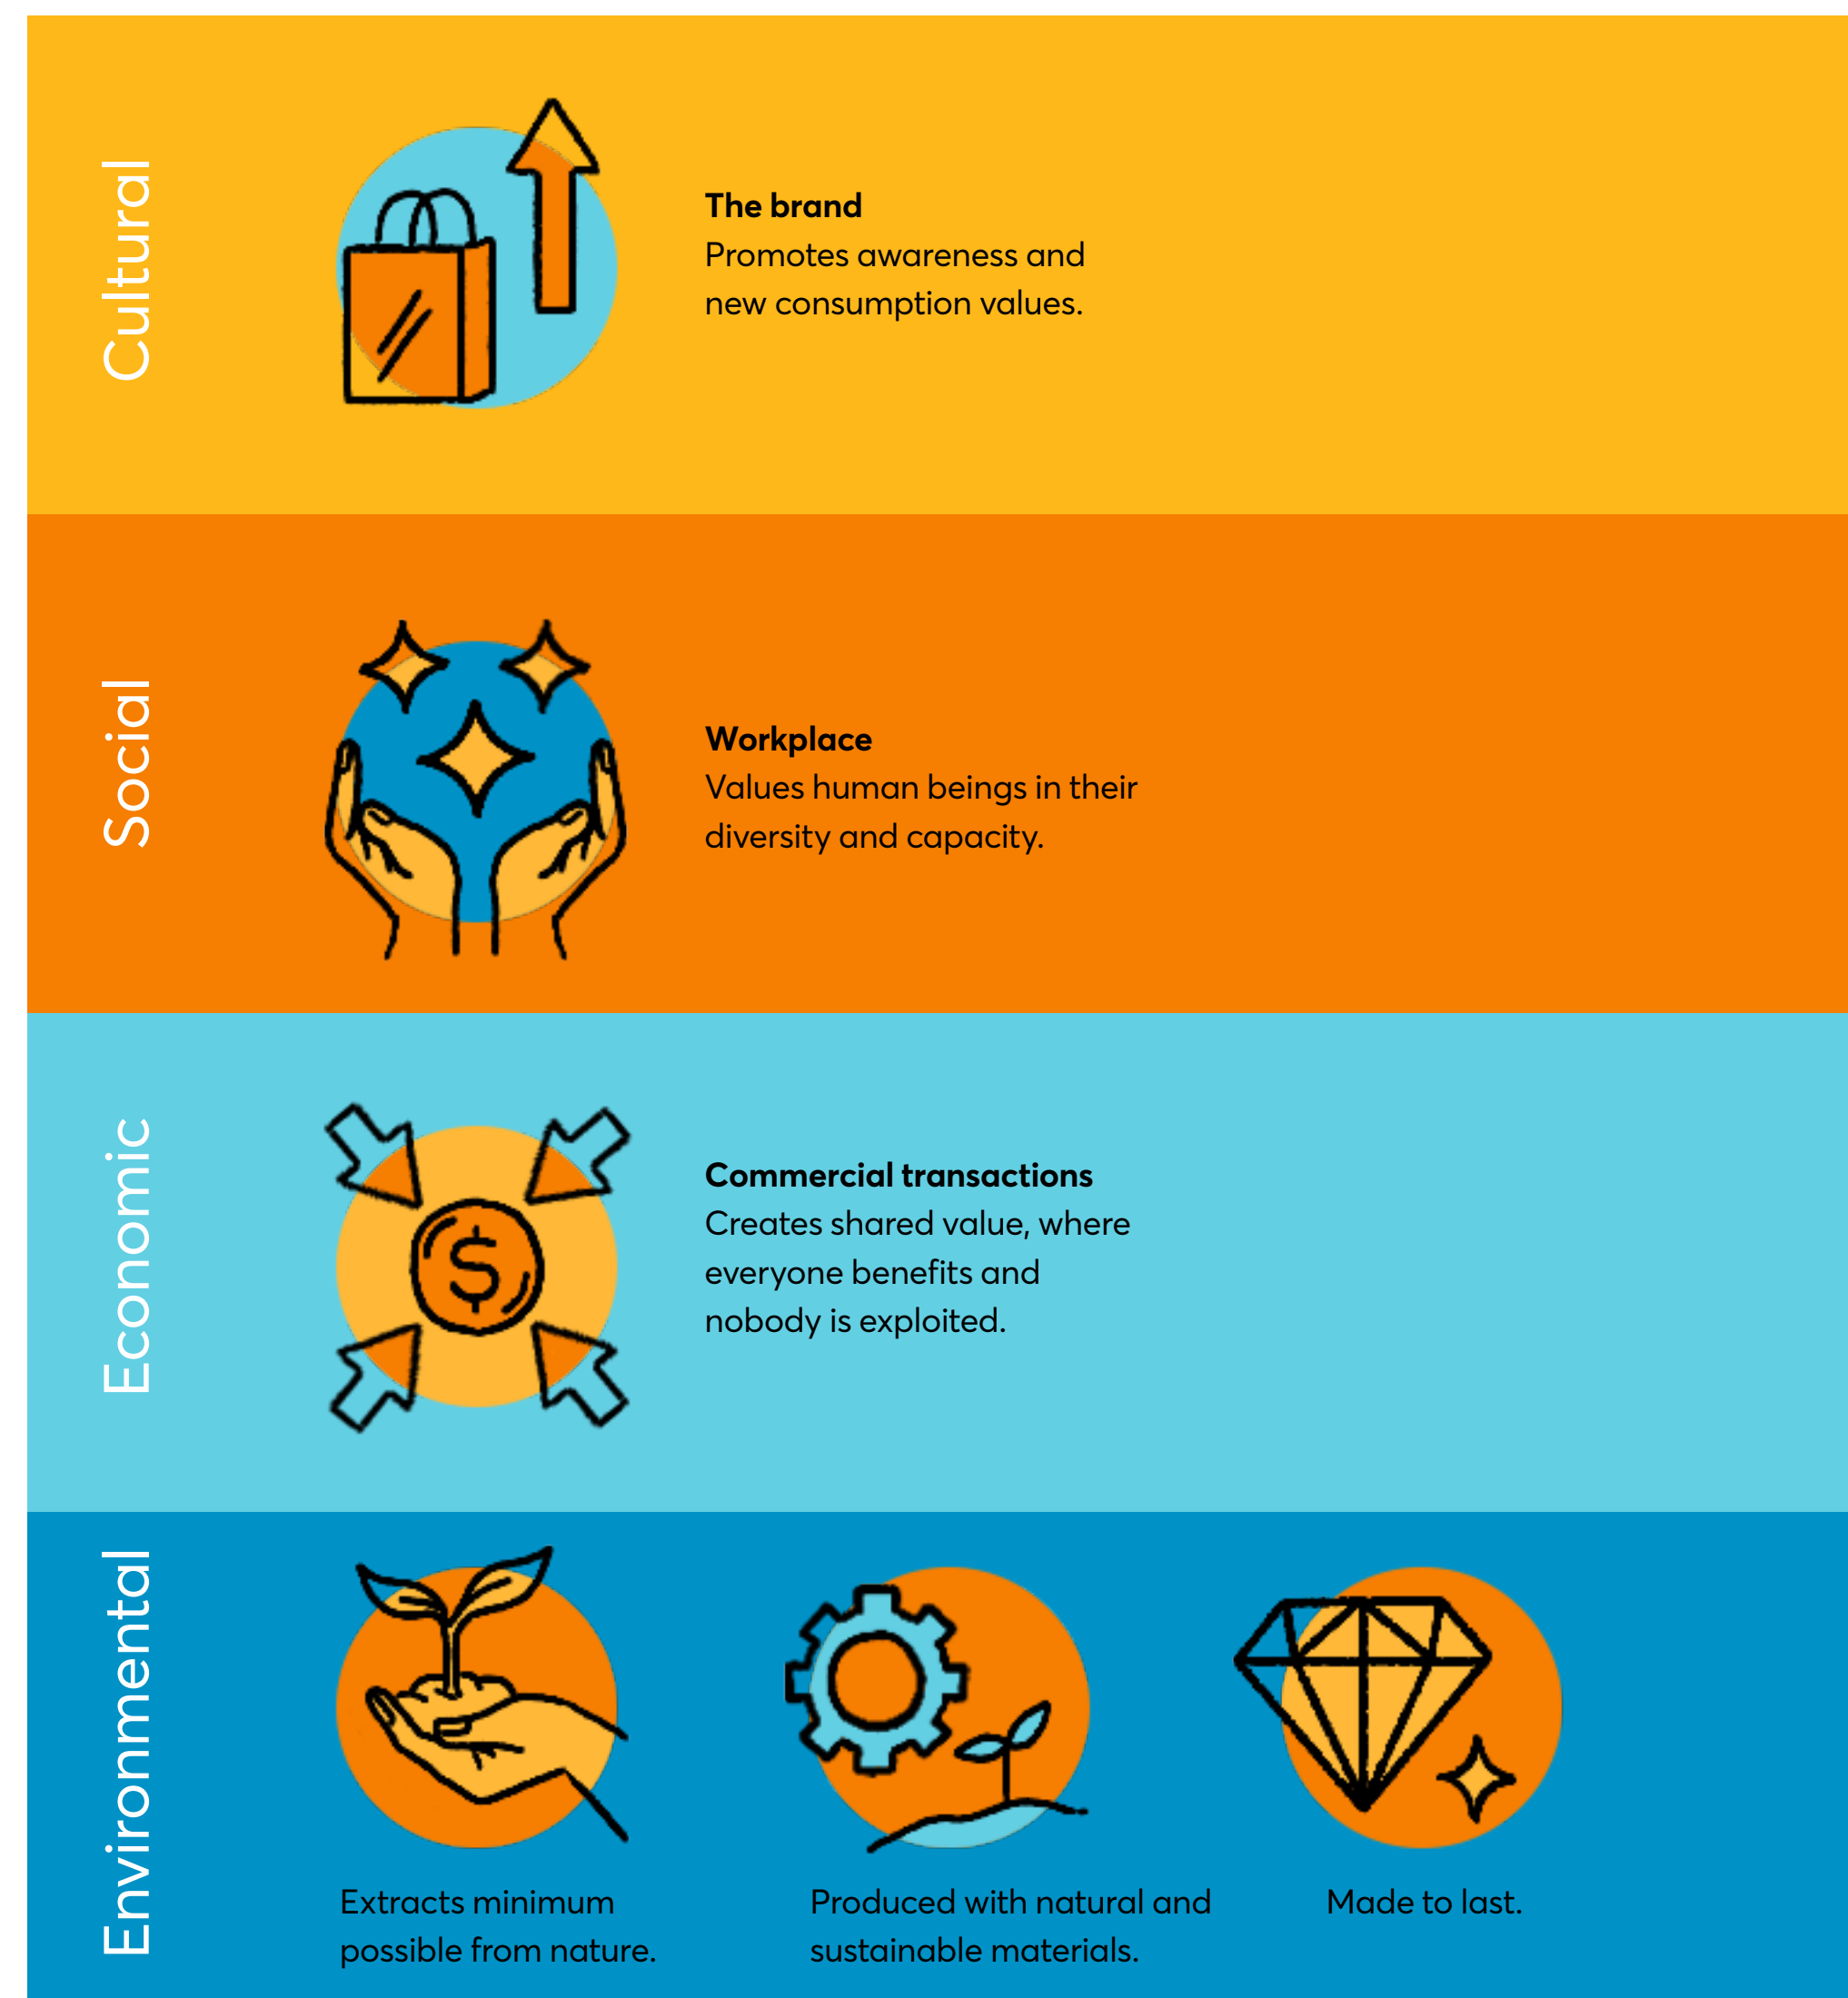 Cultural
The brand
Promotes awareness and
new consumption values.
Social
Workplace
Values human beings in their
diversity and capacity.
Economic
Commercial transactions
Creates shared value, where
everyone benefits and
nobody is exploited.
Environmental
Extracts minimum
possible from nature.
Produced with natural and
sustainable materials.
Made to last.